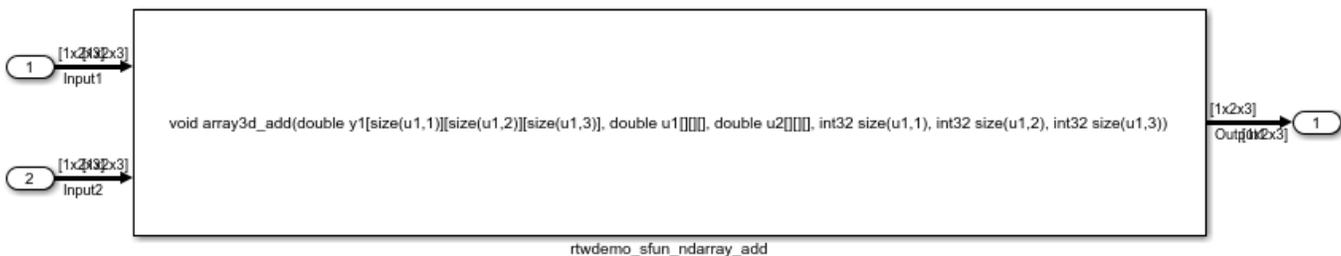 [1x2x3]
1
Input1
void array3d_add(double y1[size(u1,1)][size(u1,2)][size(u1,3)], double u1[][][], double u2[][][], int32 size(u1,1), int32 size(u1,2), int32 size(u1,3))
[1x2x3]
1
[1x2x3]
2
Input2
rtwdemo_sfun_ndarray_add